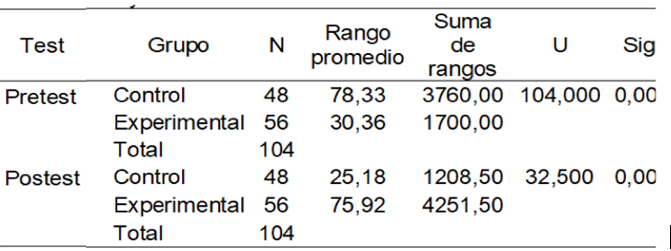 Test Grupo N Rango promedio Suma de rangos U Sig
Pretest Control 48 78,33 3760,00 104,000 0,00
Experimental 56 30,36 1700,00
Total 104
Postest Control 48 25,18 1208,50 32,500 0,00
Experimental 56 75,92 4251,50
Total 104